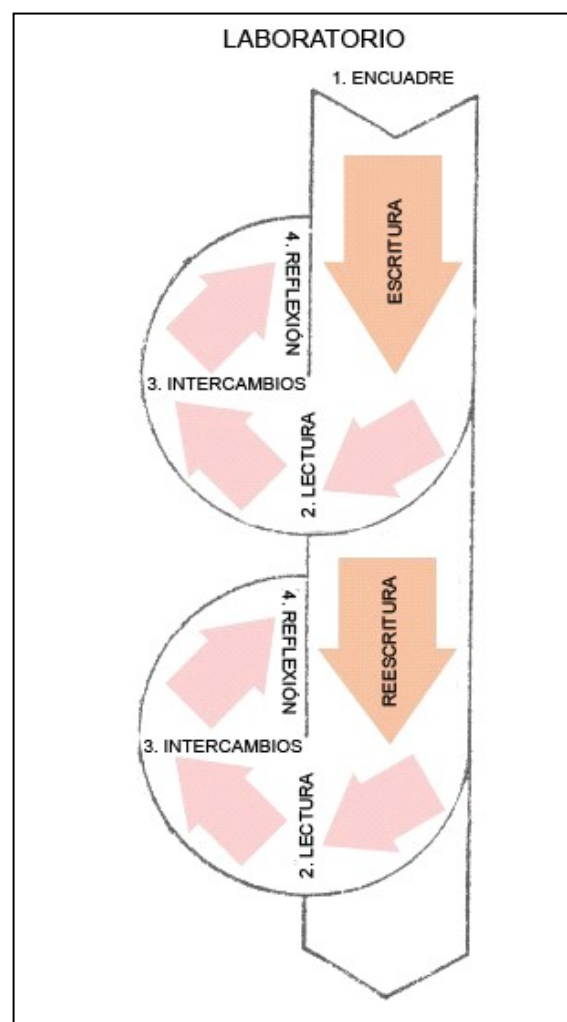 LABORATORIO
1. ENCUADRE
ESCRITURA
2. LECTURA
3. INTERCAMBIOS
4. REFLEXIÓN
REESCRITURA
2. LECTURA
3. INTERCAMBIOS
4. REFLEXIÓN